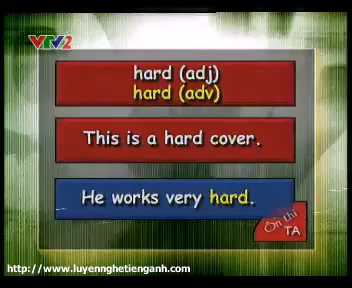 VTV2
hard (adj)
hard (adv)
This is a hard cover.
He works very hard.
Ôn thi
TA
http://www.luyennghetienganh.com